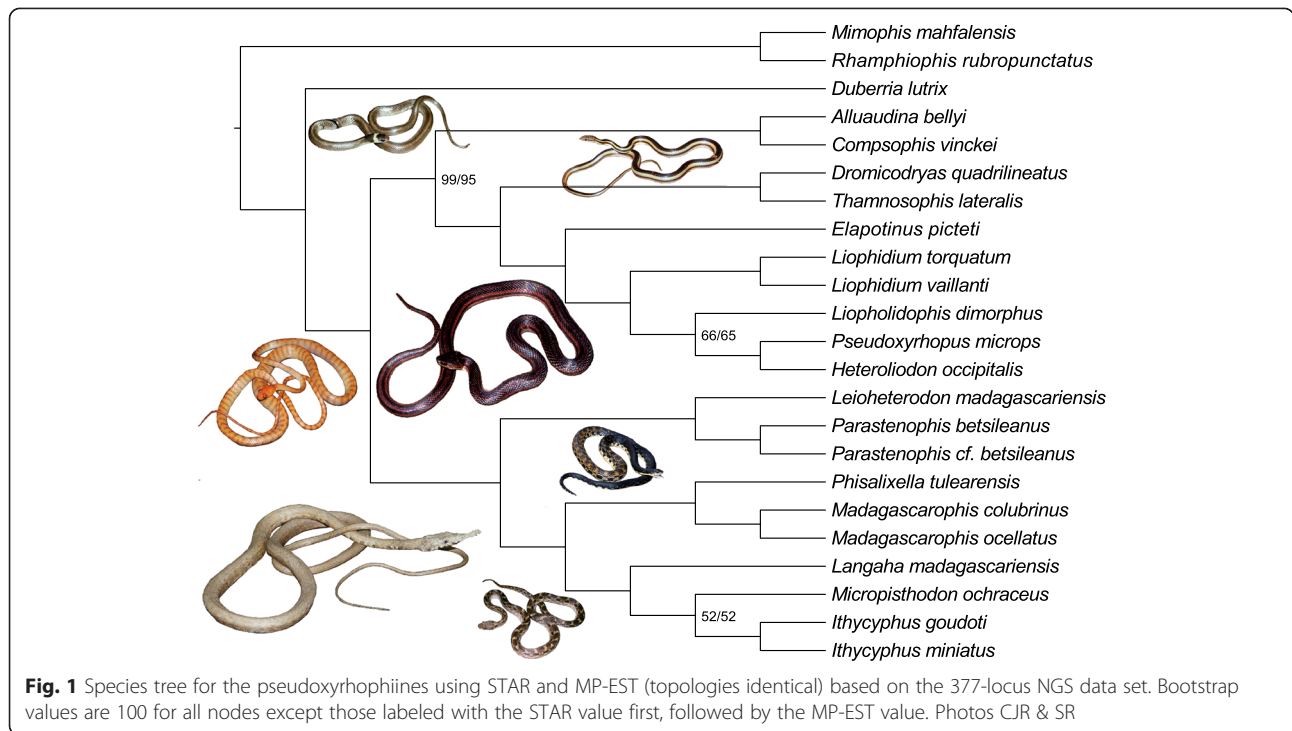 Mimophis mahfalensis
Rhamphiophis rubropunctatus
Duberria lutrix
Alluaudina bellyi
Compsophis vinckei
99/95
Dromicodryas quadrilineatus
Thamnosophis lateralis
Elapotinus picteti
Liophidium torquatum
Liophidium vaillanti
Liopholidophis dimorphus
66/65
Pseudoxyrhopus microps
Heteroliodon occipitalis
Leioheterodon madagascariensis
Parastenophis betsileanus
Parastenophis cf. betsileanus
Phisalixella tulearensis
Madagascarophis colubrinus
Madagascarophis ocellatus
Langaha madagascariensis
Micropisthodon ochraceus
52/52
Ithycyphus goudoti
Ithycyphus miniatus
Fig. 1 Species tree for the pseudoxyrhophiines using STAR and MP-EST (topologies identical) based on the 377-locus NGS data set. Bootstrap
values are 100 for all nodes except those labeled with the STAR value first, followed by the MP-EST value. Photos CJR & SR